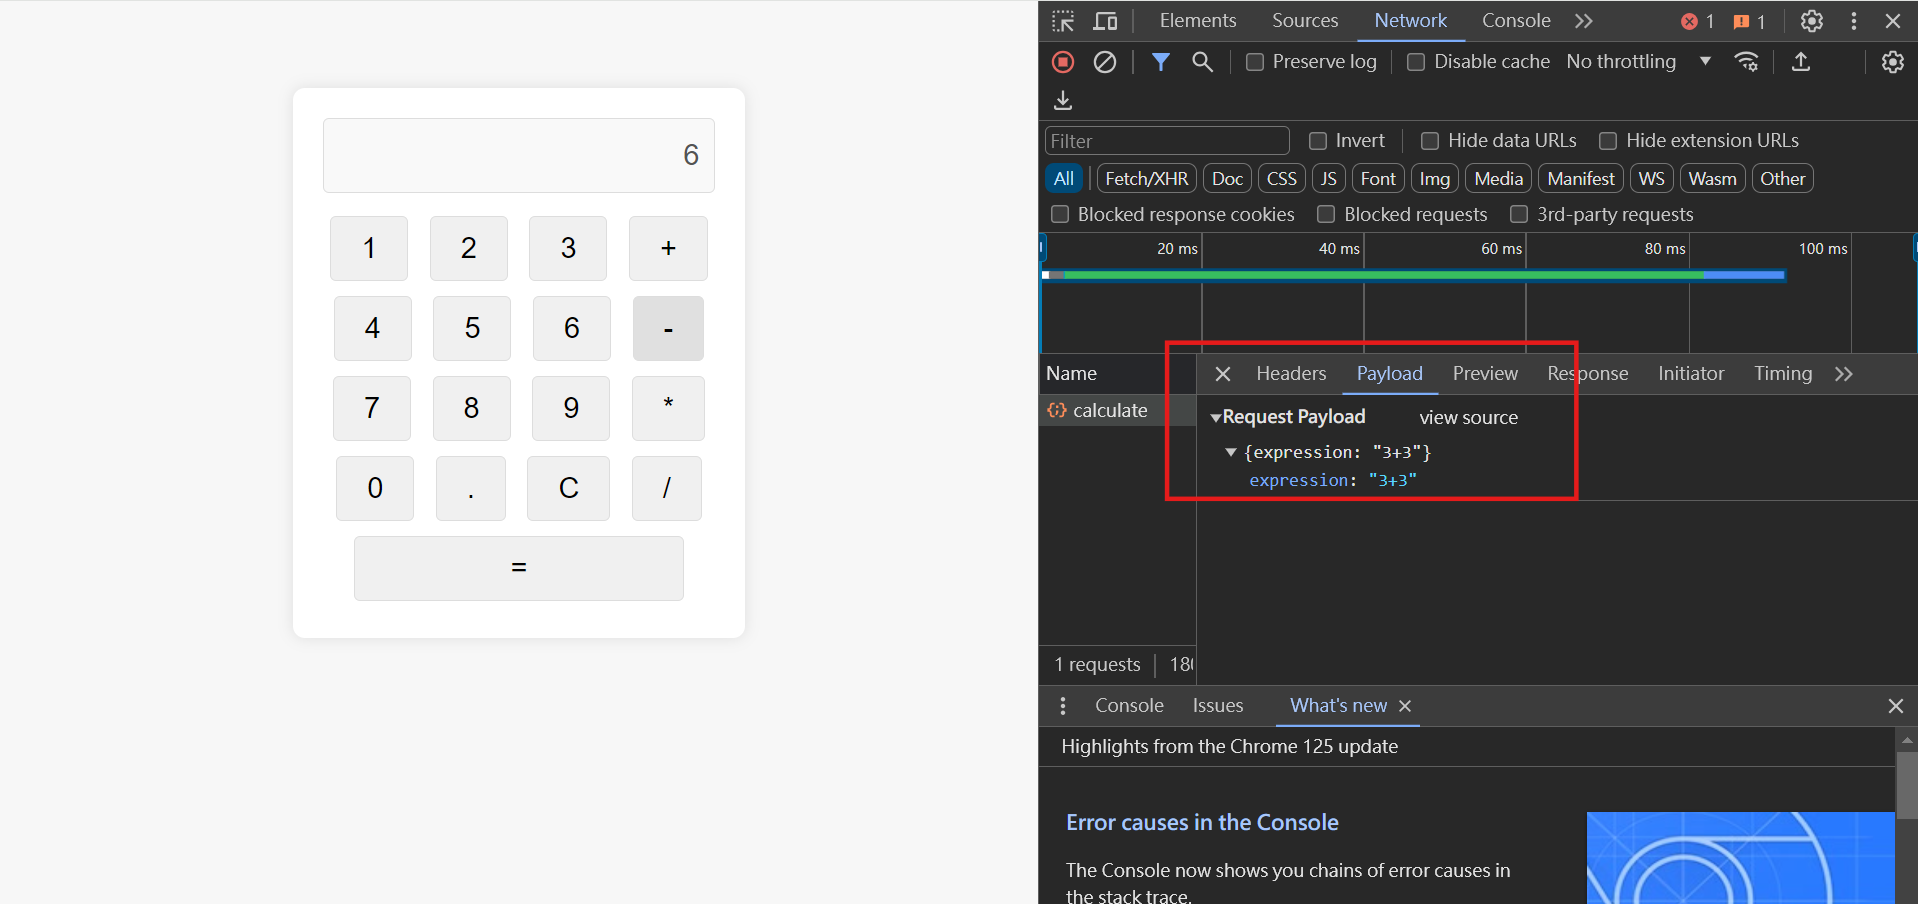 6
1 2 3 +
4 5 6 -
7 8 9 *
0 . C /
=
Elements Sources Network Console 1 1
Preserve log Disable cache No throttling
Filter Invert Hide data URLs Hide extension URLs
All Fetch/XHR Doc CSS JS Font Img Media Manifest WS Wasm Other
Blocked response cookies Blocked requests 3rd-party requests
20 ms 40 ms 60 ms 80 ms 100 ms
Name Headers Payload Preview Response Initiator Timing
{;} calculate
Request Payload view source
{expression: "3+3"}
expression: "3+3"
1 requests
Console Issues What's new
Highlights from the Chrome 125 update
Error causes in the Console
The Console now shows you chains of error causes in
the stack trace.